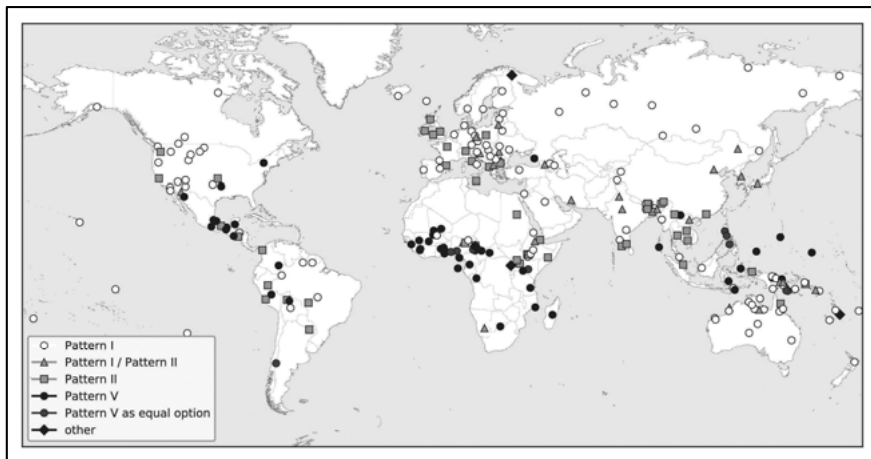 Pattern I
Pattern I / Pattern II
Pattern II
Pattern V
Pattern V as equal option
other